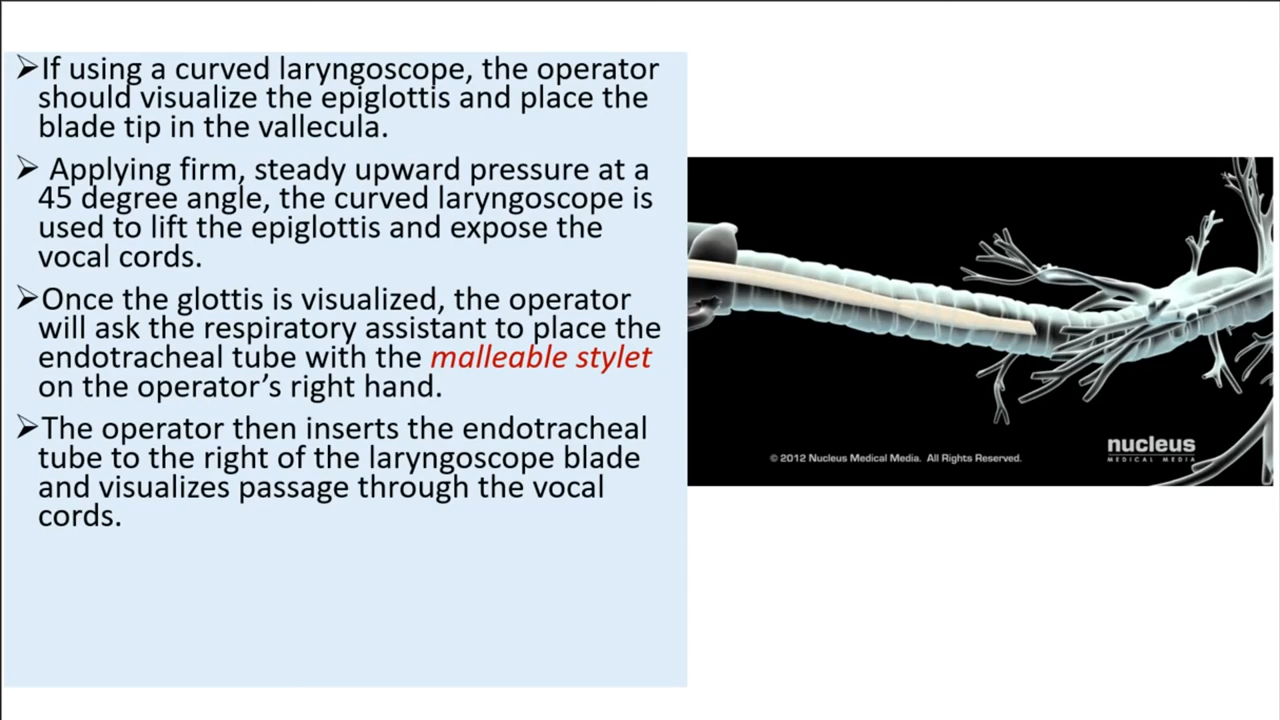 ➢If using a curved laryngoscope, the operator
should visualize the epiglottis and place the
blade tip in the vallecula.
➢ Applying firm, steady upward pressure at a
45 degree angle, the curved laryngoscope is
used to lift the epiglottis and expose the
vocal cords.
➢Once the glottis is visualized, the operator
will ask the respiratory assistant to place the
endotracheal tube with the malleable stylet
on the operator’s right hand.
➢The operator then inserts the endotracheal
tube to the right of the laryngoscope blade
and visualizes passage through the vocal
cords.
© 2012 Nucleus Medical Media. All Rights Reserved.
nucleus
MEDICAL MEDIA